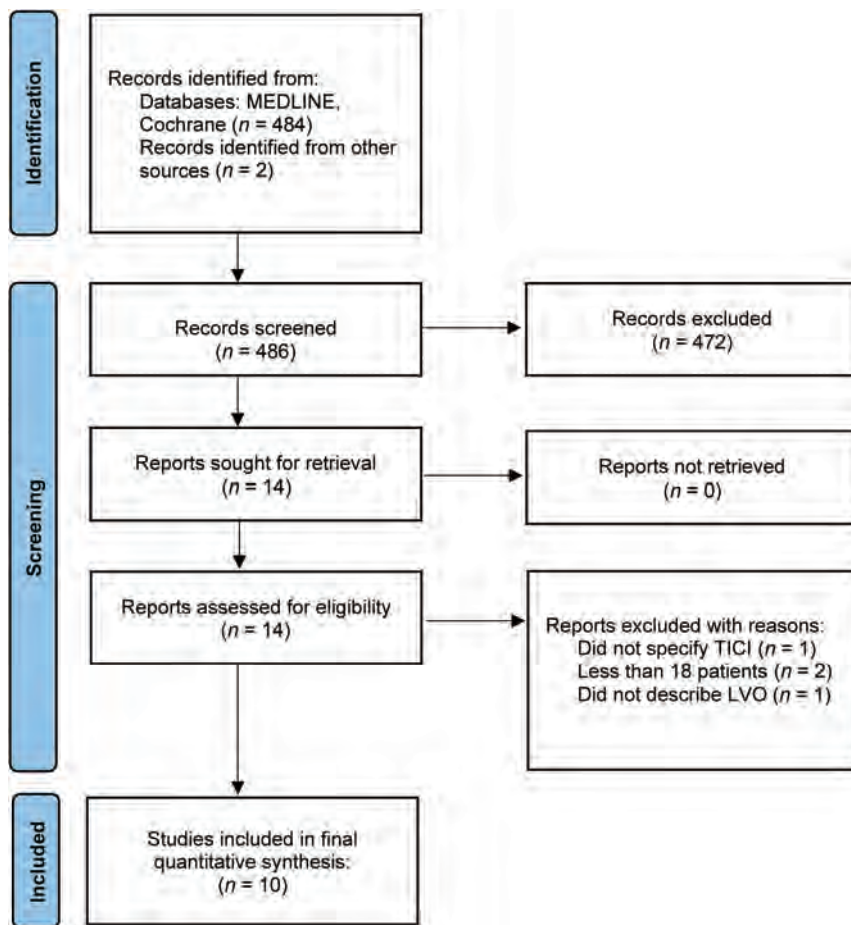 Identification
Records identified from:
Databases: MEDLINE,
Cochrane (n = 484)
Records identified from other
sources (n = 2)
Screening
Records screened
(n = 486)
Records excluded
(n = 472)
Reports sought for retrieval
(n = 14)
Reports not retrieved
(n = 0)
Reports assessed for eligibility
(n = 14)
Reports excluded with reasons:
Did not specify TICI (n = 1)
Less than 18 patients (n = 2)
Did not describe LVO (n = 1)
Included
Studies included in final
quantitative synthesis:
(n = 10)